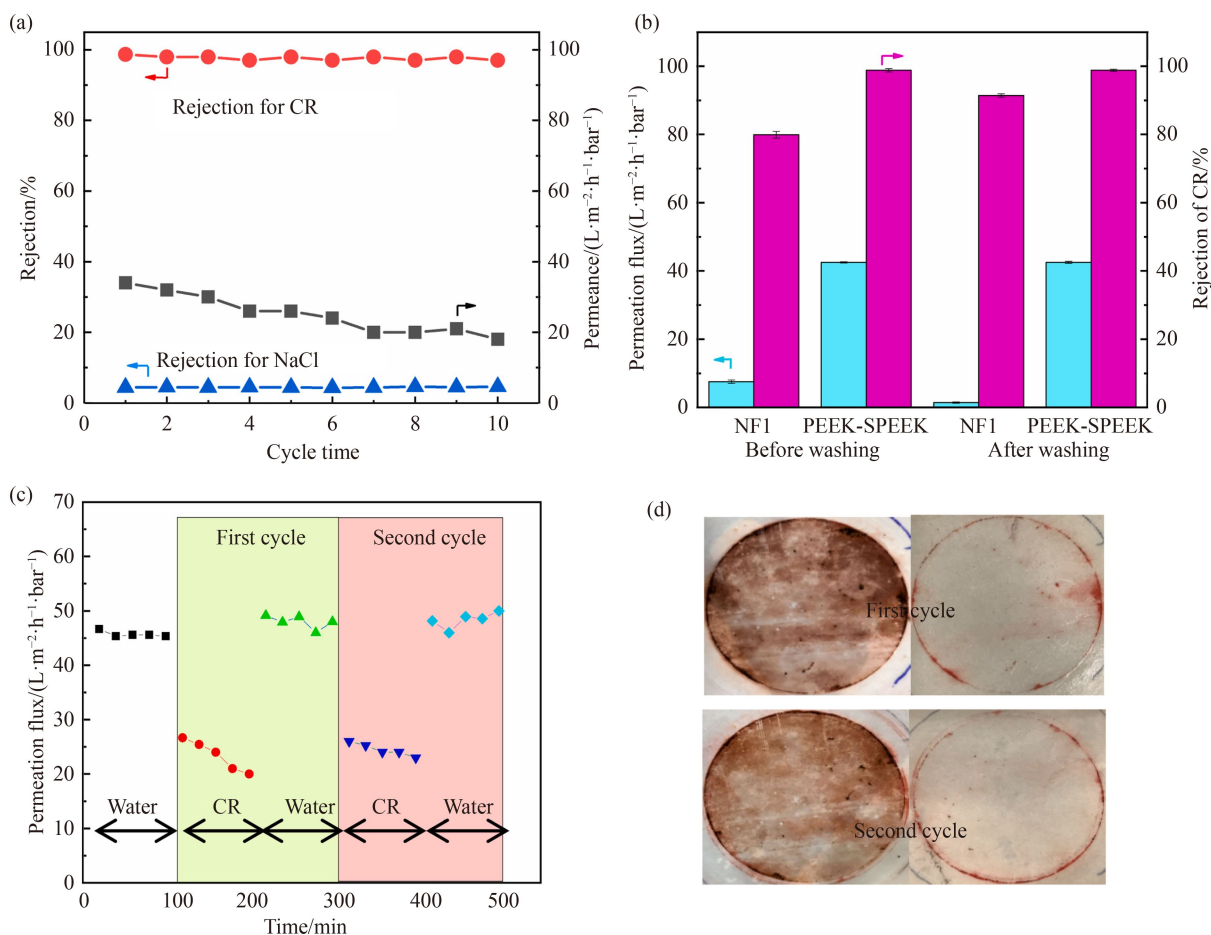 (a)
100
80
60
40
20
0
Rejection/%
0 2 4 6 8 10
Cycle time
100
80
60
40
20
0
Permeance/(L·m⁻²·h⁻¹·bar⁻¹)
Rejection for CR
Rejection for NaCl
(b)
100
80
60
40
20
0
Permeation flux/(L·m⁻²·h⁻¹·bar⁻¹)
100
80
60
40
20
0
Rejection of CR/%
NF1 PEEK-SPEEK NF1 PEEK-SPEEK
Before washing After washing
(c)
70
60
50
40
30
20
10
0
Permeation flux/(L·m⁻²·h⁻¹·bar⁻¹)
First cycle Second cycle
Water CR Water CR Water
0 100 200 300 400 500
Time/min
(d)
First cycle
Second cycle